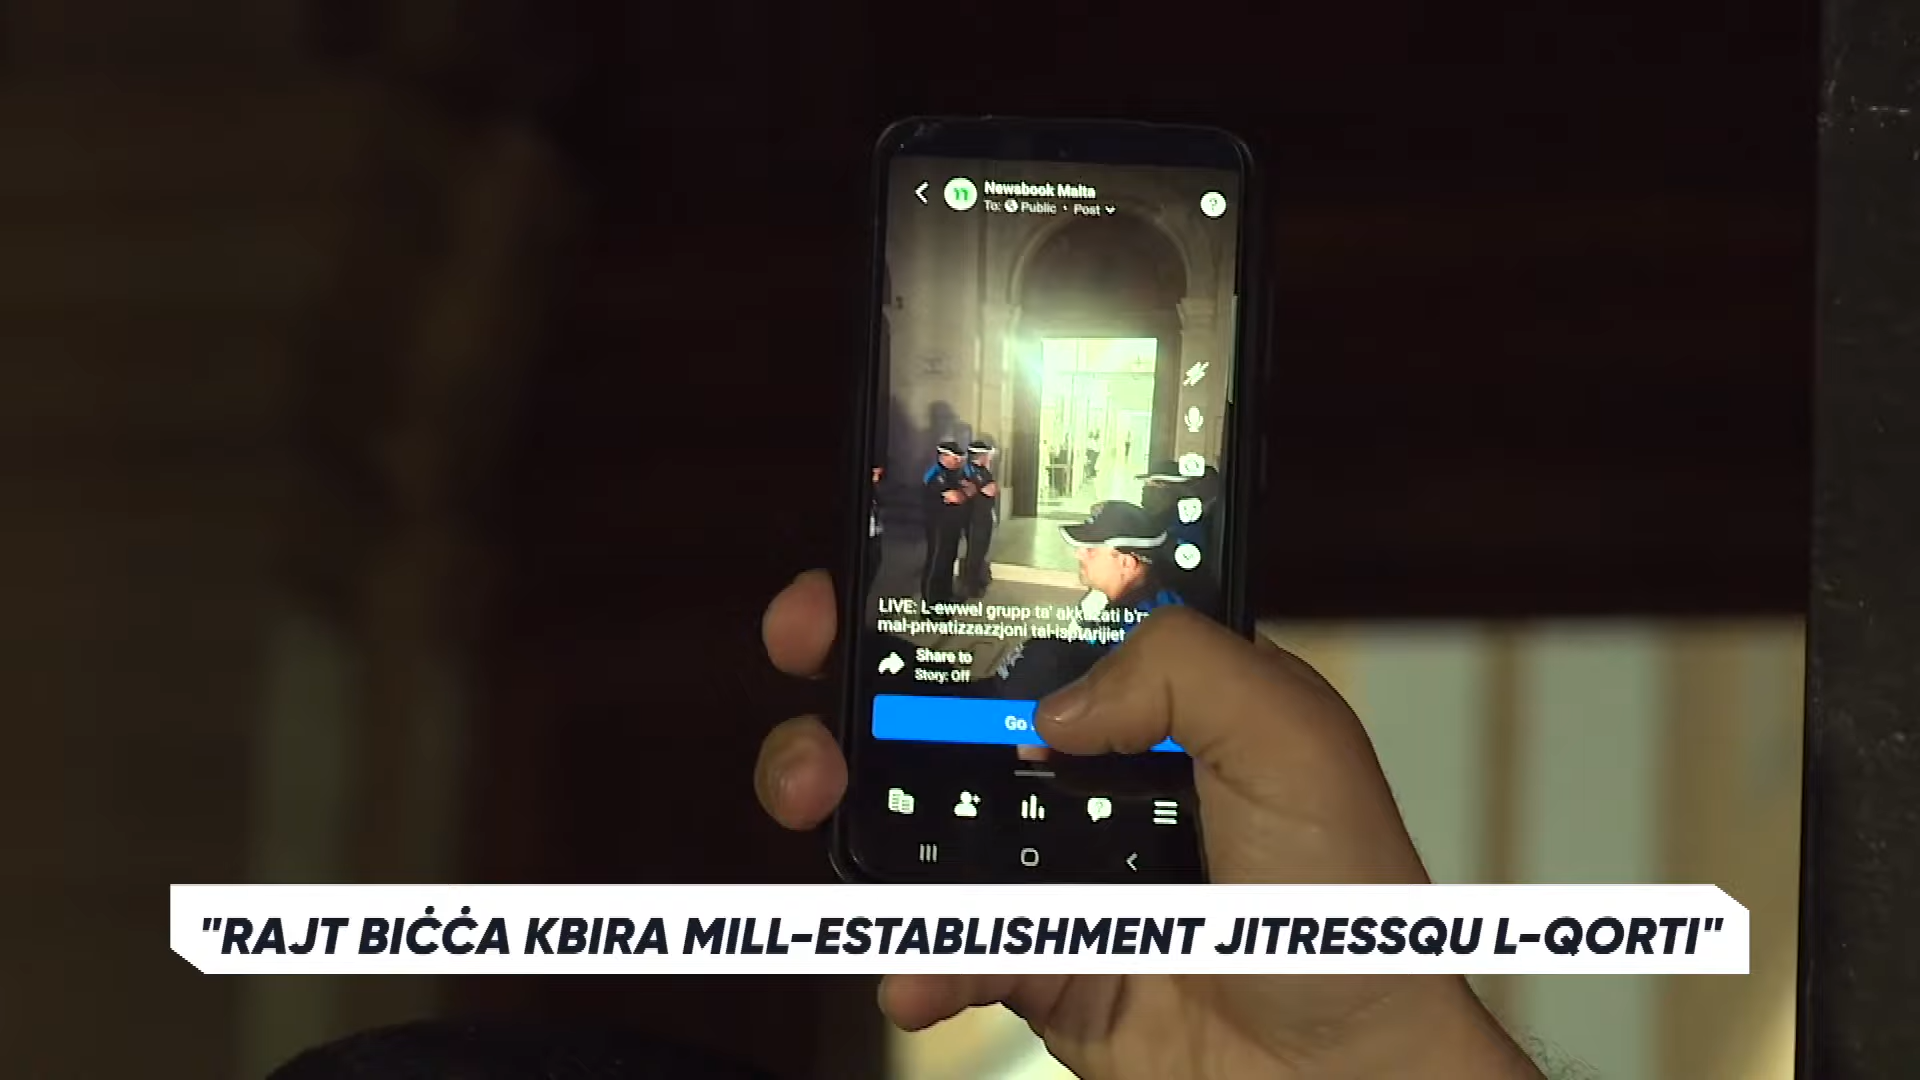 Newsbook Malta
To: Public · Post
?
LIVE: L-ewwel grupp ta' akkużati
mal-privatizzazzjoni tal-isptarijiet
Share to
Story: Off
Go
"RAJT BIĊĊA KBIRA MILL-ESTABLISHMENT JITRESSQU L-QORTI"